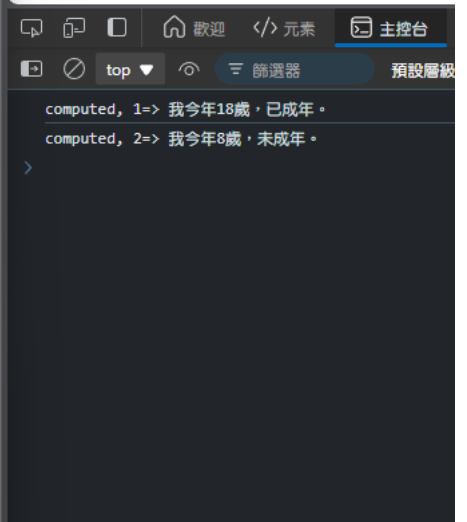 歡迎 </> 元素 主控台
top ▼ 篩選器 預設層級
computed, 1=> 我今年18歲，已成年。
computed, 2=> 我今年8歲，未成年。
>